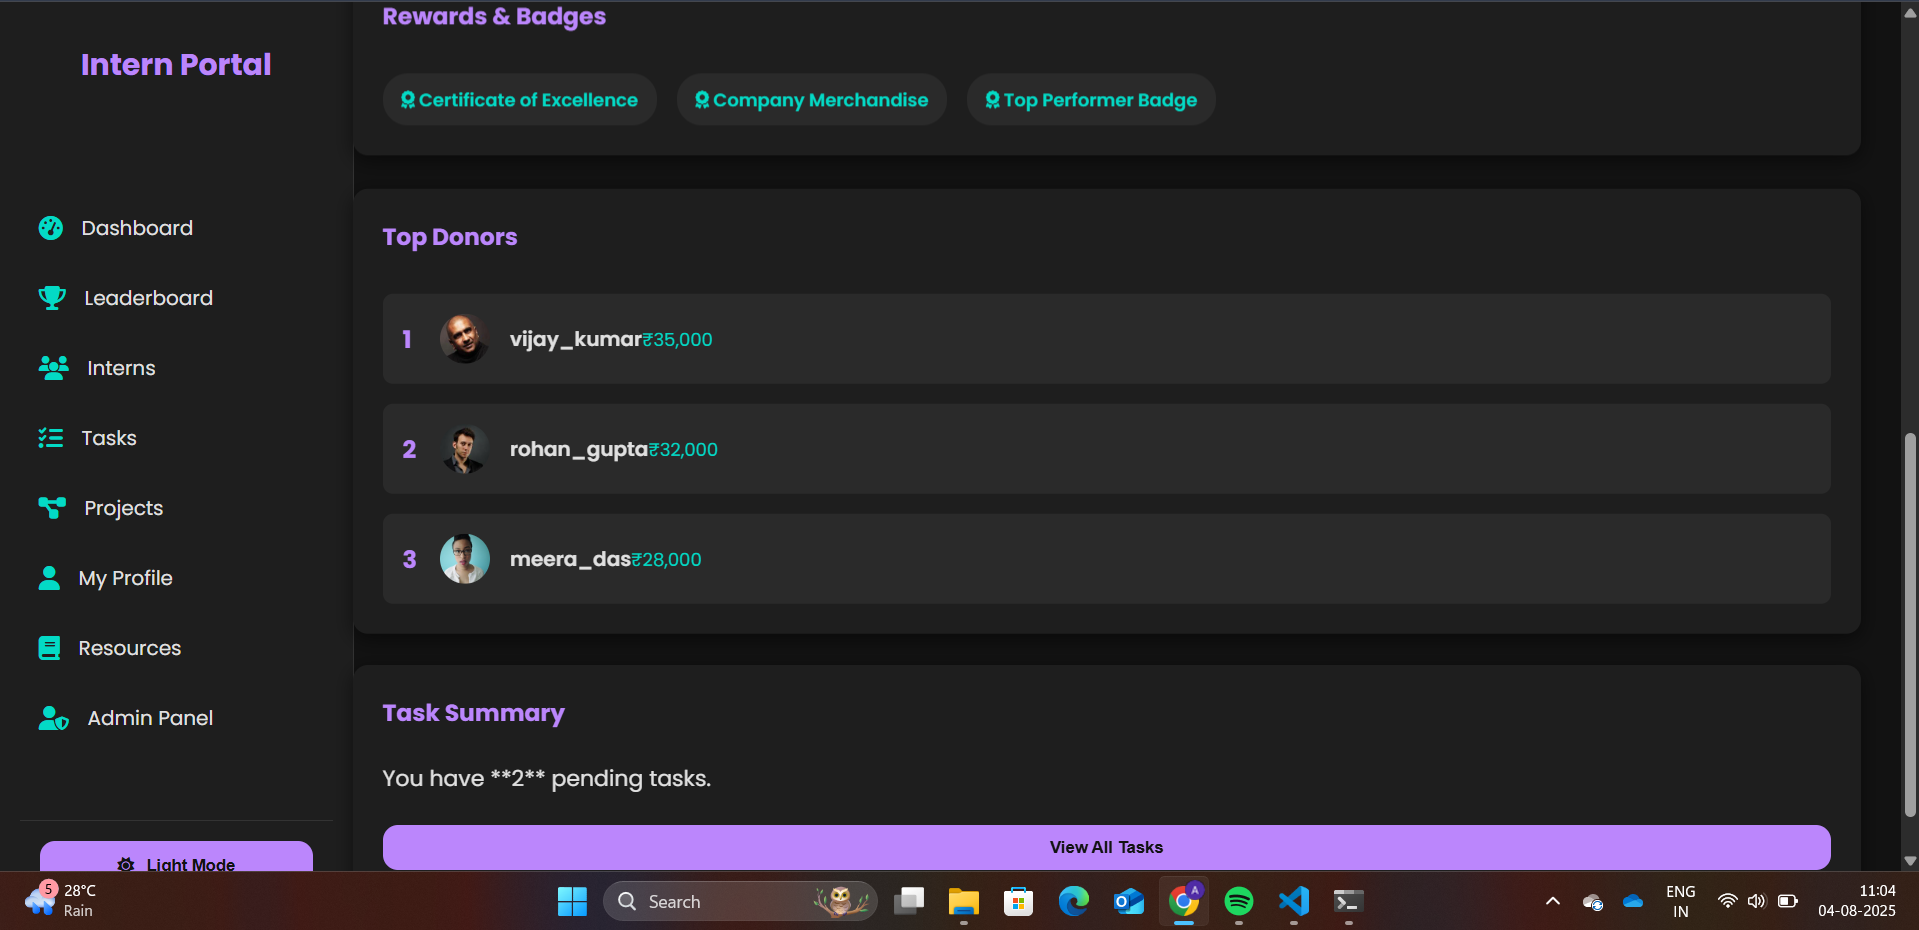 Rewards & Badges
Intern Portal
Certificate of Excellence
Company Merchandise
Top Performer Badge
Dashboard
Leaderboard
Interns
Tasks
Projects
My Profile
Resources
Admin Panel
Light Mode
Top Donors
1 vijay_kumar₹35,000
2 rohan_gupta₹32,000
3 meera_das₹28,000
Task Summary
You have **2** pending tasks.
View All Tasks
5
28°C
Rain
Search
A
ENG
IN
11:04
04-08-2025